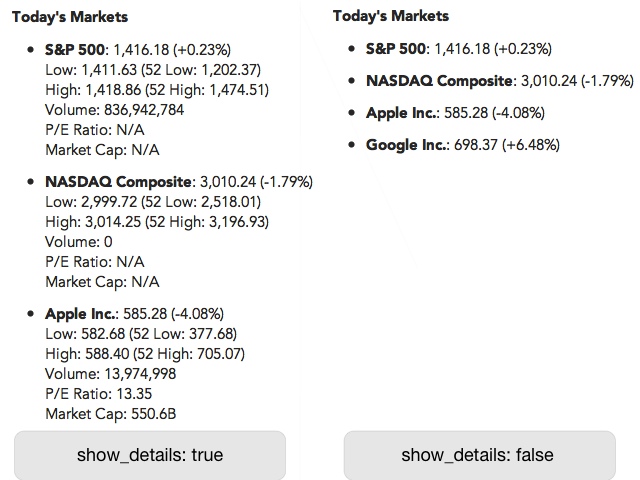 Today's Markets
S&P 500: 1,416.18 (+0.23%)
Low: 1,411.63 (52 Low: 1,202.37)
High: 1,418.86 (52 High: 1,474.51)
Volume: 836,942,784
P/E Ratio: N/A
Market Cap: N/A
NASDAQ Composite: 3,010.24 (-1.79%)
Low: 2,999.72 (52 Low: 2,518.01)
High: 3,014.25 (52 High: 3,196.93)
Volume: 0
P/E Ratio: N/A
Market Cap: N/A
Apple Inc.: 585.28 (-4.08%)
Low: 582.68 (52 Low: 377.68)
High: 588.40 (52 High: 705.07)
Volume: 13,974,998
P/E Ratio: 13.35
Market Cap: 550.6B
show_details: true
Today's Markets
S&P 500: 1,416.18 (+0.23%)
NASDAQ Composite: 3,010.24 (-1.79%)
Apple Inc.: 585.28 (-4.08%)
Google Inc.: 698.37 (+6.48%)
show_details: false